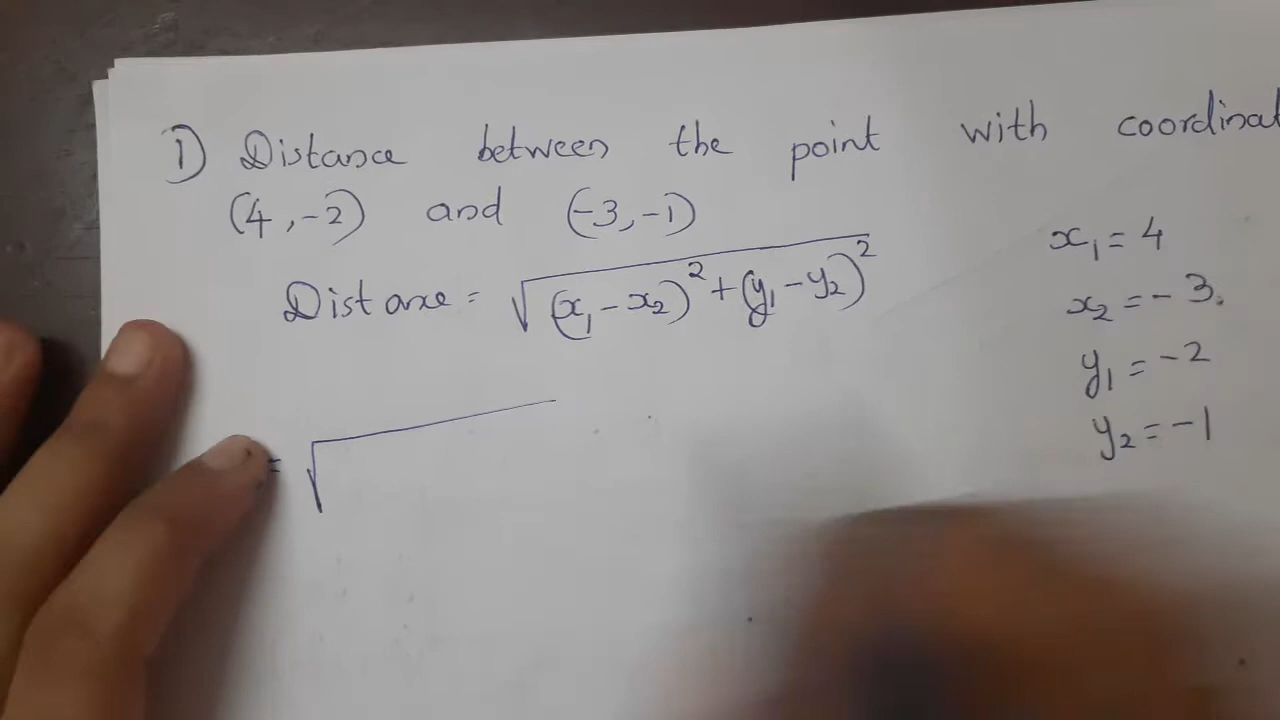 1) Distance between the point with coordinat
(4,-2) and (-3,-1)
Distance = √(x₁-x₂)²+(y₁-y₂)²
x₁=4
x₂=-3.
y₁=-2
y₂=-1
=√